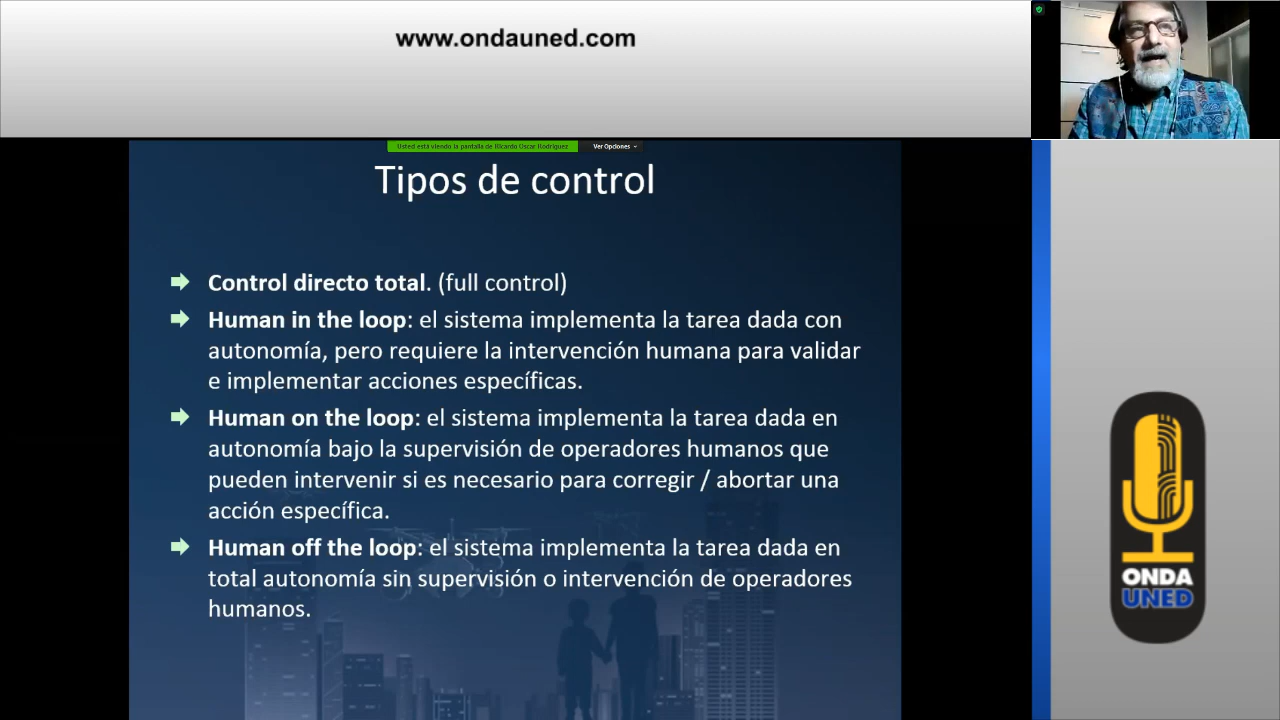 www.ondauned.com
Usted está viendo la pantalla de Ricardo Oscar Rodriguez
Ver Opciones
Tipos de control
Control directo total. (full control)
Human in the loop: el sistema implementa la tarea dada con
autonomía, pero requiere la intervención humana para validar
e implementar acciones específicas.
Human on the loop: el sistema implementa la tarea dada en
autonomía bajo la supervisión de operadores humanos que
pueden intervenir si es necesario para corregir / abortar una
acción específica.
Human off the loop: el sistema implementa la tarea dada en
total autonomía sin supervisión o intervención de operadores
humanos.
ONDA
UNED